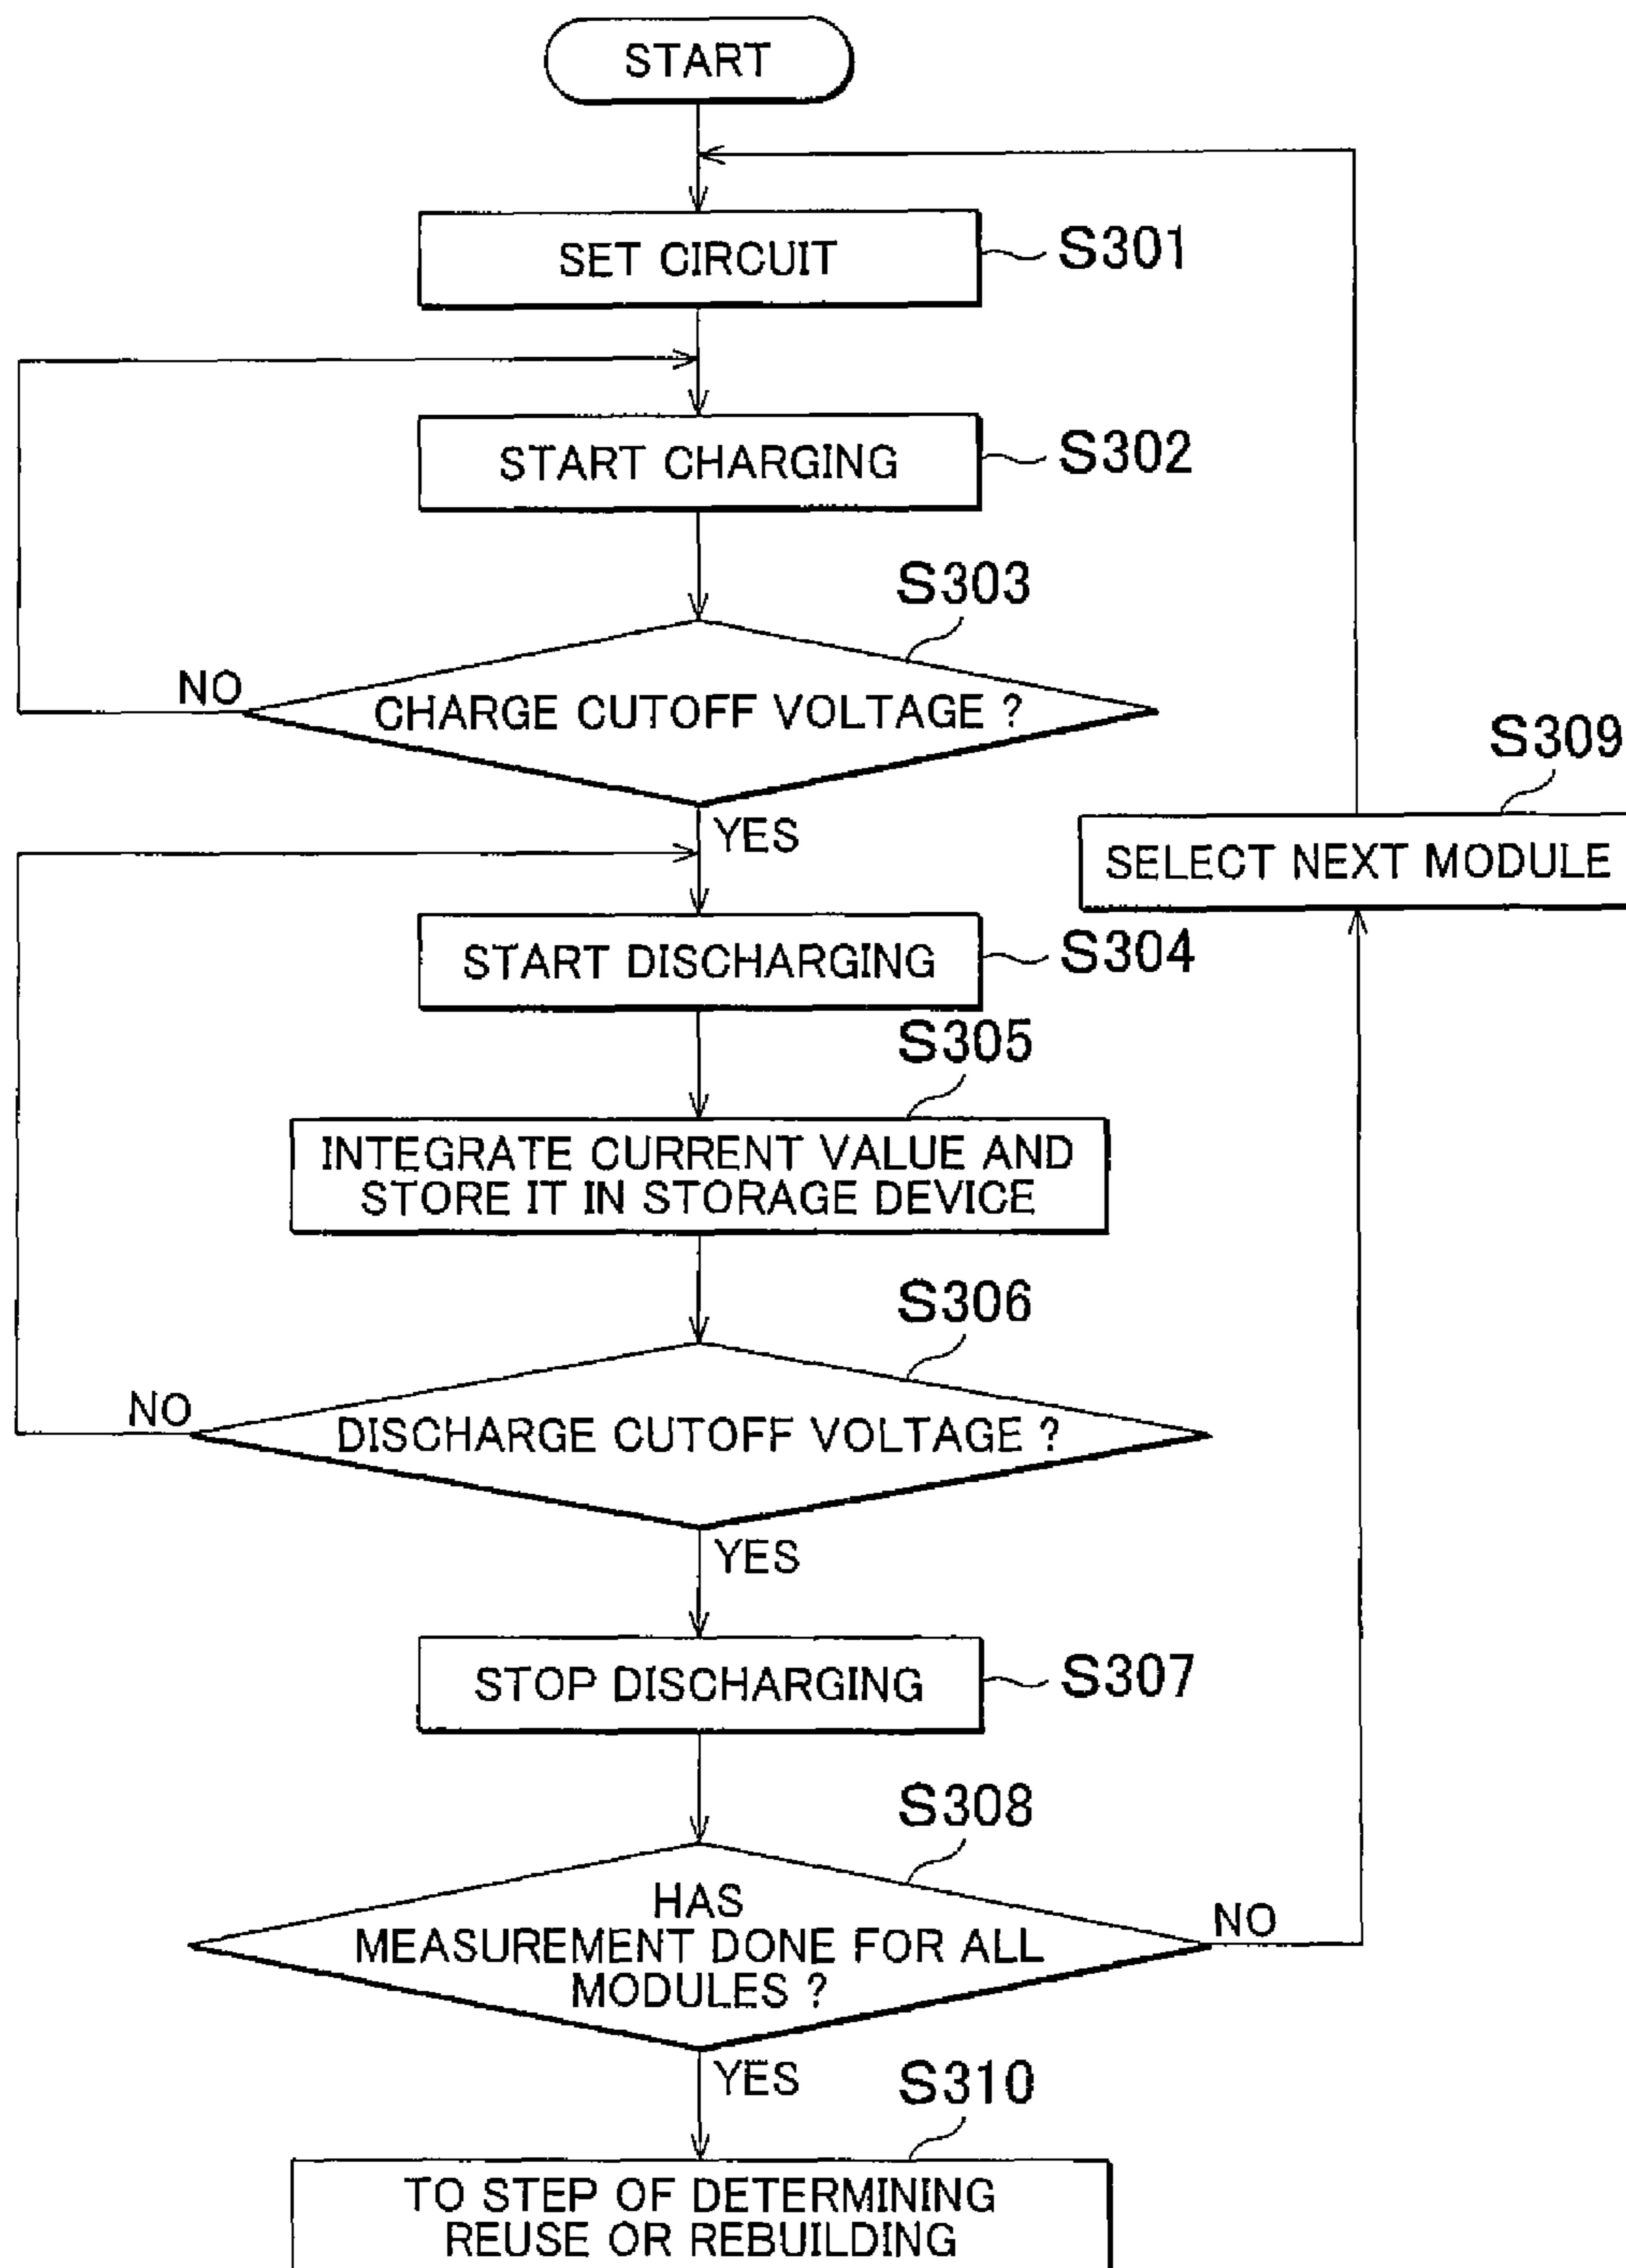 START
SET CIRCUIT
S301
START CHARGING
S302
S303
NO
CHARGE CUTOFF VOLTAGE ?
YES
S309
SELECT NEXT MODULE
START DISCHARGING
S304
S305
INTEGRATE CURRENT VALUE AND
STORE IT IN STORAGE DEVICE
S306
NO
DISCHARGE CUTOFF VOLTAGE ?
YES
STOP DISCHARGING
S307
S308
HAS
MEASUREMENT DONE FOR ALL
MODULES ?
NO
YES
S310
TO STEP OF DETERMINING
REUSE OR REBUILDING